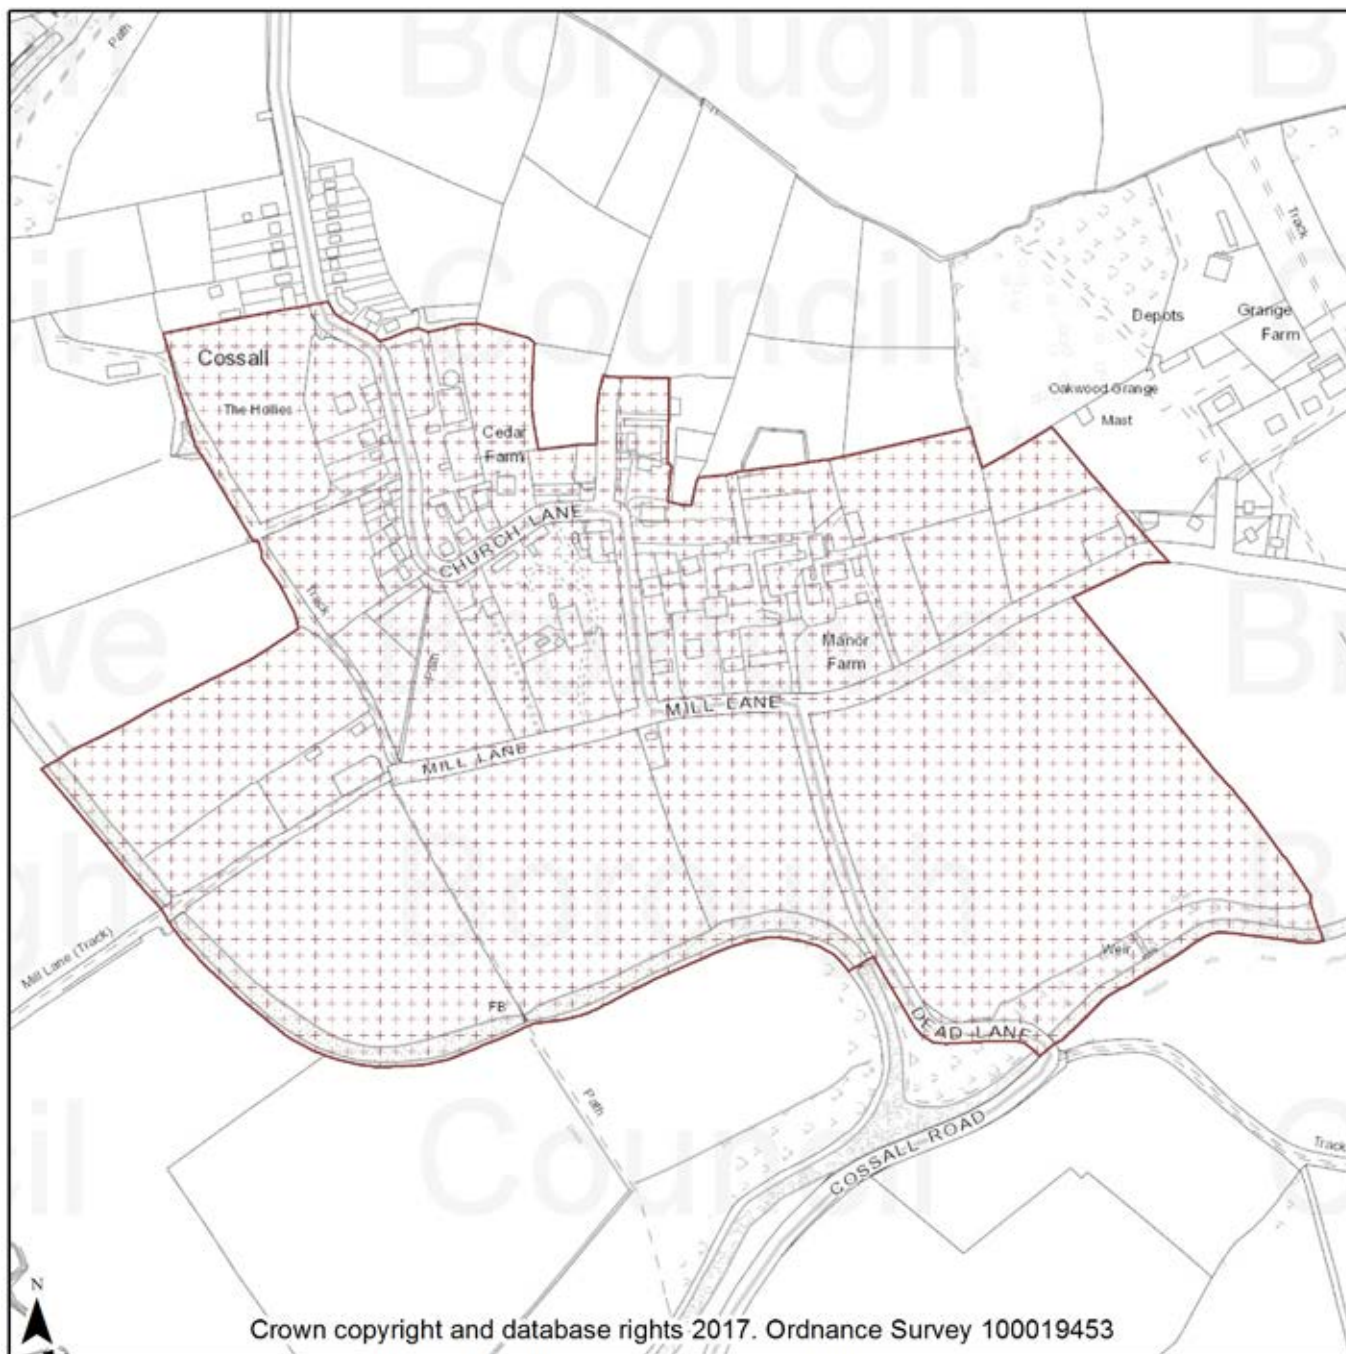 Borough
Path
Track
Council
Depots
Grange
Farm
Cossall
Oakwood Grange
The Hollies
Mast
Cedar
Farm
CHURCH LANE
Track
Manor
Farm
Path
MILL LANE
MILL LANE
Borough
Mill Lane (Track)
Weir
FB
DEAD LANE
Path
Council
COSSALL ROAD
Track
N
Crown copyright and database rights 2017. Ordnance Survey 100019453